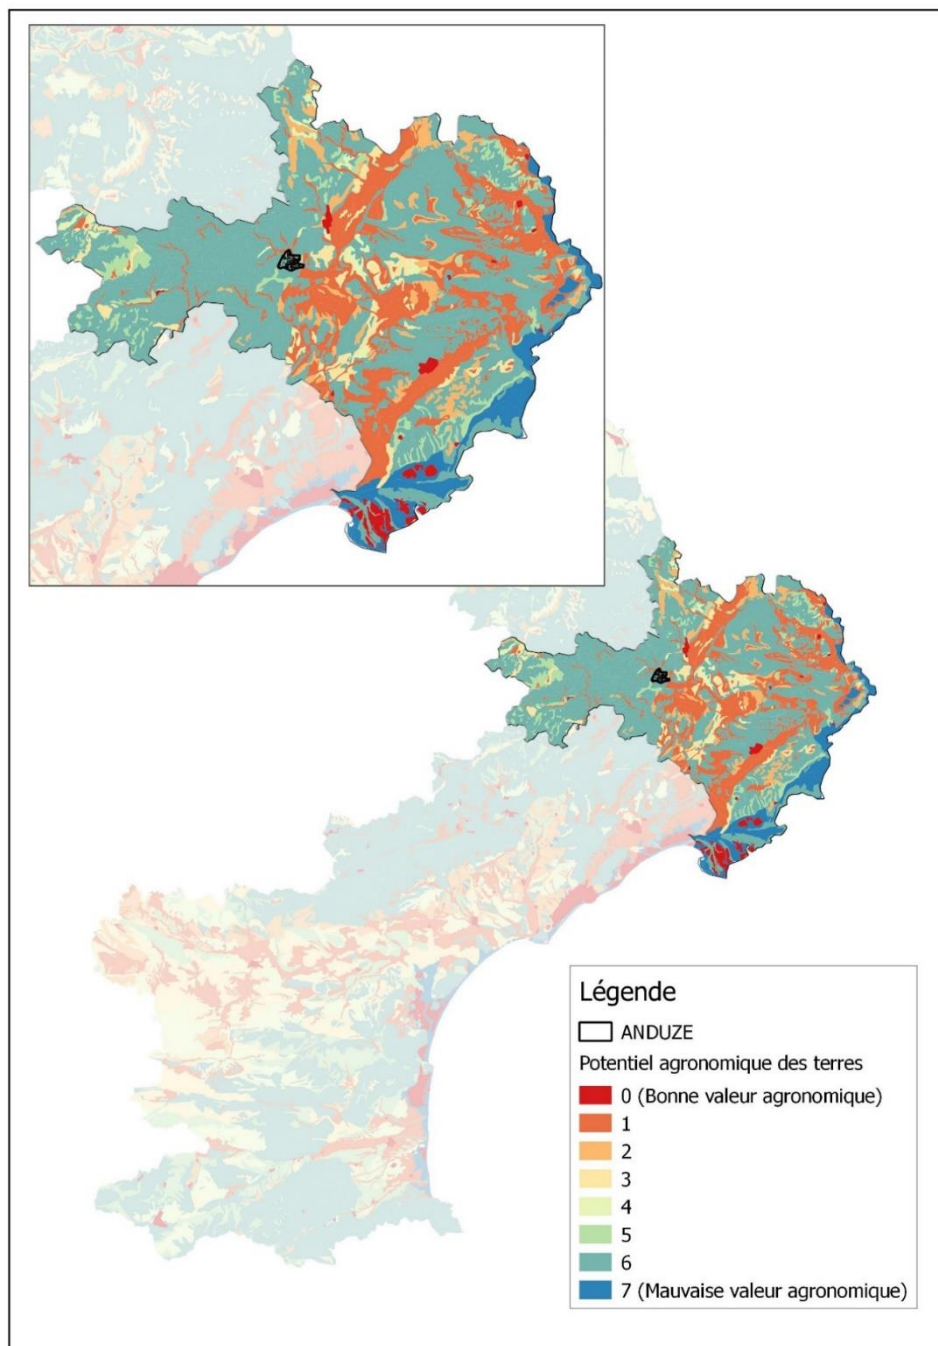 Légende
ANDUZE
Potentiel agronomique des terres
0 (Bonne valeur agronomique)
1
2
3
4
5
6
7 (Mauvaise valeur agronomique)